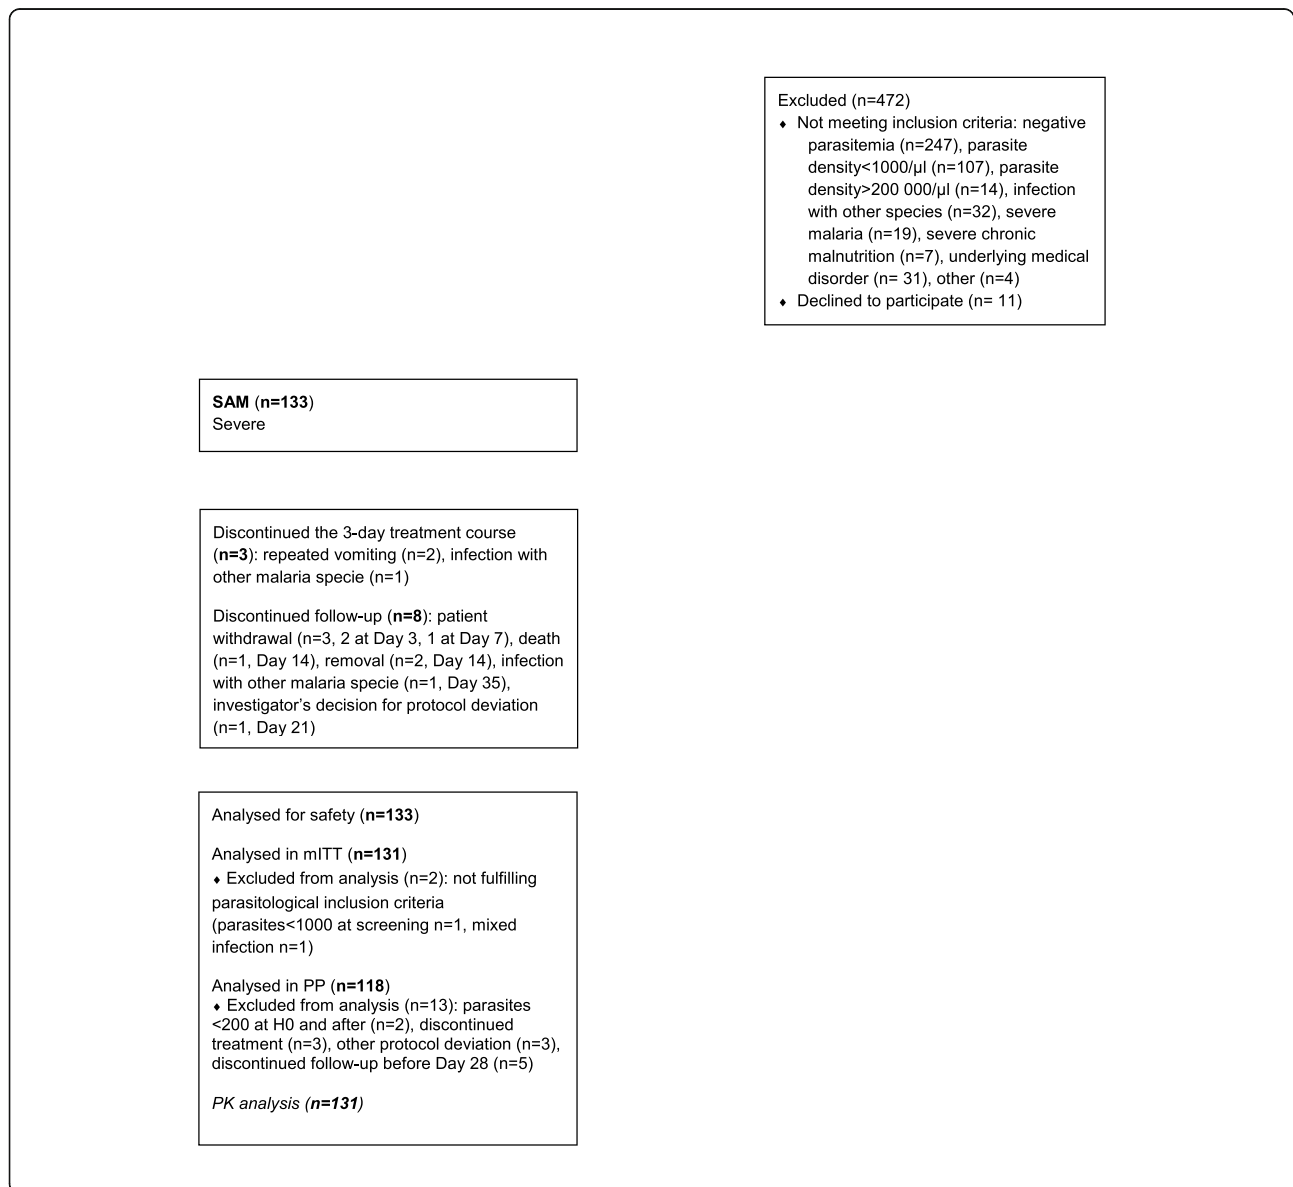 Excluded (n=472)
♦ Not meeting inclusion criteria: negative
parasitemia (n=247), parasite
density<1000/µl (n=107), parasite
density>200 000/µl (n=14), infection
with other species (n=32), severe
malaria (n=19), severe chronic
malnutrition (n=7), underlying medical
disorder (n= 31), other (n=4)
♦ Declined to participate (n= 11)
SAM (n=133)
Severe
Discontinued the 3-day treatment course
(n=3): repeated vomiting (n=2), infection with
other malaria specie (n=1)
Discontinued follow-up (n=8): patient
withdrawal (n=3, 2 at Day 3, 1 at Day 7), death
(n=1, Day 14), removal (n=2, Day 14), infection
with other malaria specie (n=1, Day 35),
investigator’s decision for protocol deviation
(n=1, Day 21)
Analysed for safety (n=133)
Analysed in mITT (n=131)
♦ Excluded from analysis (n=2): not fulfilling
parasitological inclusion criteria
(parasites<1000 at screening n=1, mixed
infection n=1)
Analysed in PP (n=118)
♦ Excluded from analysis (n=13): parasites
<200 at H0 and after (n=2), discontinued
treatment (n=3), other protocol deviation (n=3),
discontinued follow-up before Day 28 (n=5)
PK analysis (n=131)